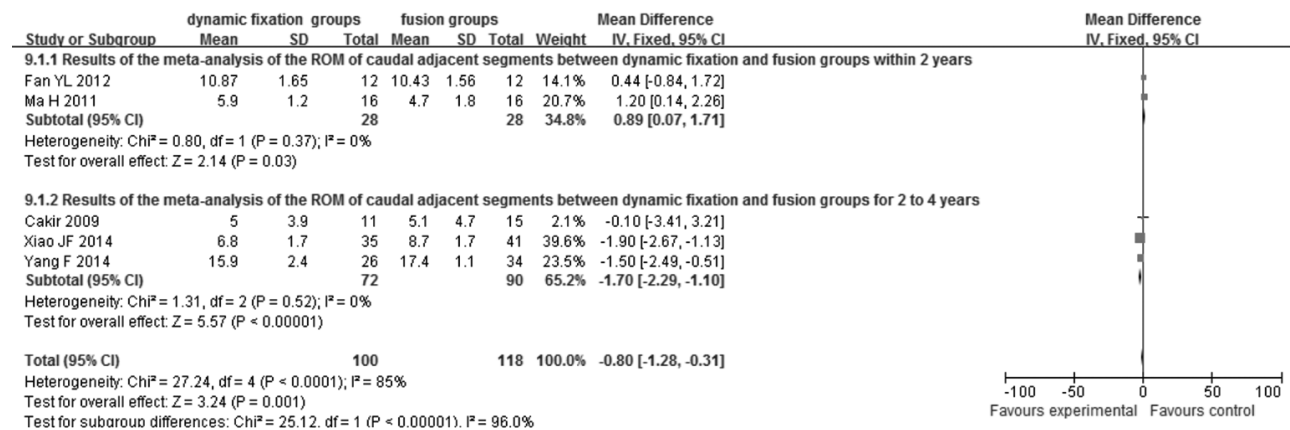 dynamic fixation groups fusion groups Mean Difference Mean Difference
Study or Subgroup Mean SD Total Mean SD Total Weight IV, Fixed, 95% CI IV, Fixed, 95% CI
9.1.1 Results of the meta-analysis of the ROM of caudal adjacent segments between dynamic fixation and fusion groups within 2 years
Fan YL 2012 10.87 1.65 12 10.43 1.56 12 14.1% 0.44 [-0.84, 1.72]
Ma H 2011 5.9 1.2 16 4.7 1.8 16 20.7% 1.20 [0.14, 2.26]
Subtotal (95% CI) 28 28 34.8% 0.89 [0.07, 1.71]
Heterogeneity: Chi² = 0.80, df = 1 (P = 0.37); I² = 0%
Test for overall effect: Z = 2.14 (P = 0.03)
9.1.2 Results of the meta-analysis of the ROM of caudal adjacent segments between dynamic fixation and fusion groups for 2 to 4 years
Cakir 2009 5 3.9 11 5.1 4.7 15 2.1% -0.10 [-3.41, 3.21]
Xiao JF 2014 6.8 1.7 35 8.7 1.7 41 39.6% -1.90 [-2.67, -1.13]
Yang F 2014 15.9 2.4 26 17.4 1.1 34 23.5% -1.50 [-2.49, -0.51]
Subtotal (95% CI) 72 90 65.2% -1.70 [-2.29, -1.10]
Heterogeneity: Chi² = 1.31, df = 2 (P = 0.52); I² = 0%
Test for overall effect: Z = 5.57 (P < 0.00001)
Total (95% CI) 100 118 100.0% -0.80 [-1.28, -0.31]
Heterogeneity: Chi² = 27.24, df = 4 (P < 0.0001); I² = 85%
Test for overall effect: Z = 3.24 (P = 0.001)
Test for subgroup differences: Chi² = 25.12, df = 1 (P < 0.00001), I² = 96.0%
-100 -50 0 50 100
Favours experimental Favours control